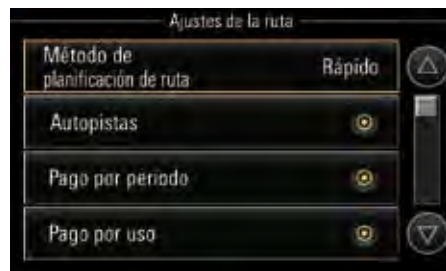 Ajustes de la ruta
Método de
planificación de ruta
Rápido
Autopistas
Pago por periodo
Pago por uso